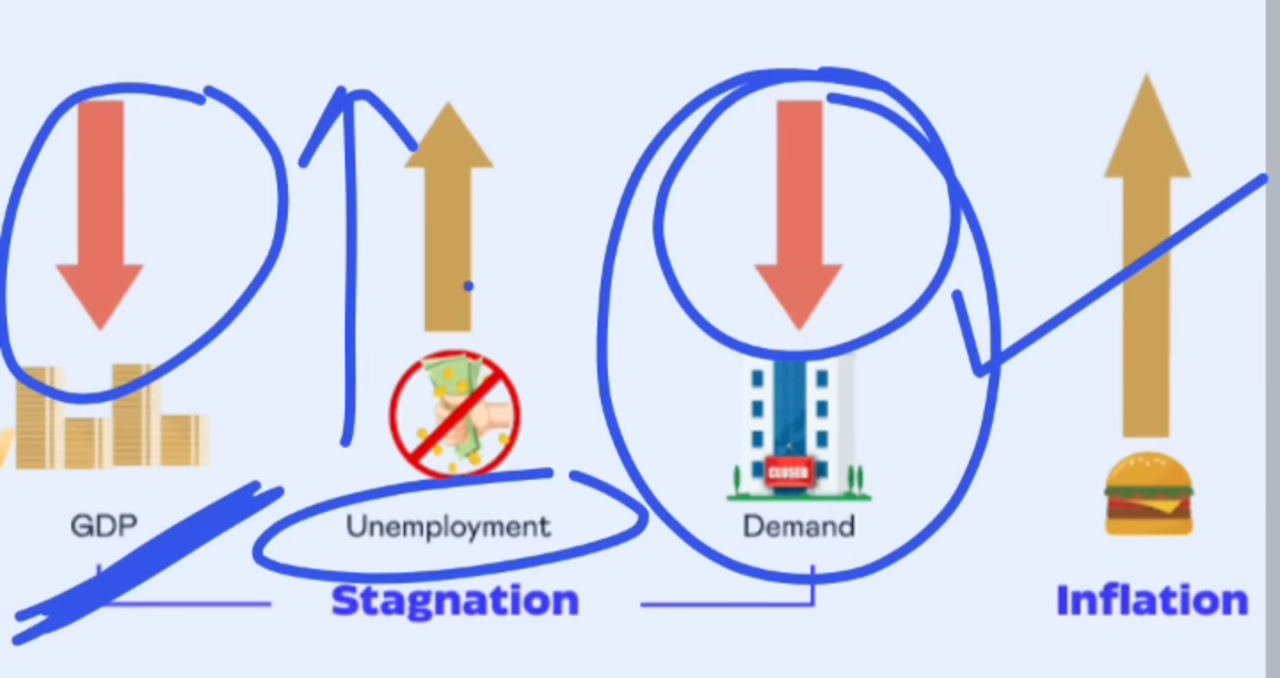 CLOSED
GDP
Unemployment
Demand
Stagnation
Inflation